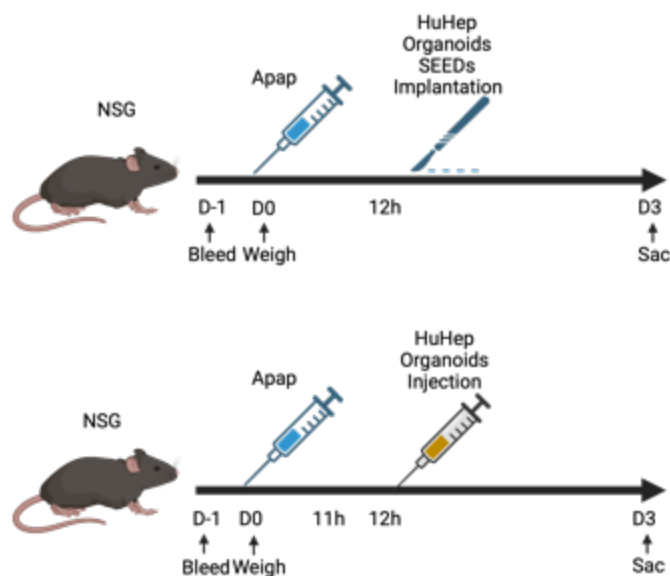 HuHep
Organoids
SEEDs
Implantation
Apap
NSG
D-1 D0 12h D3
Bleed Weigh Sac
HuHep
Organoids
Injection
Apap
NSG
D-1 D0 11h 12h D3
Bleed Weigh Sac